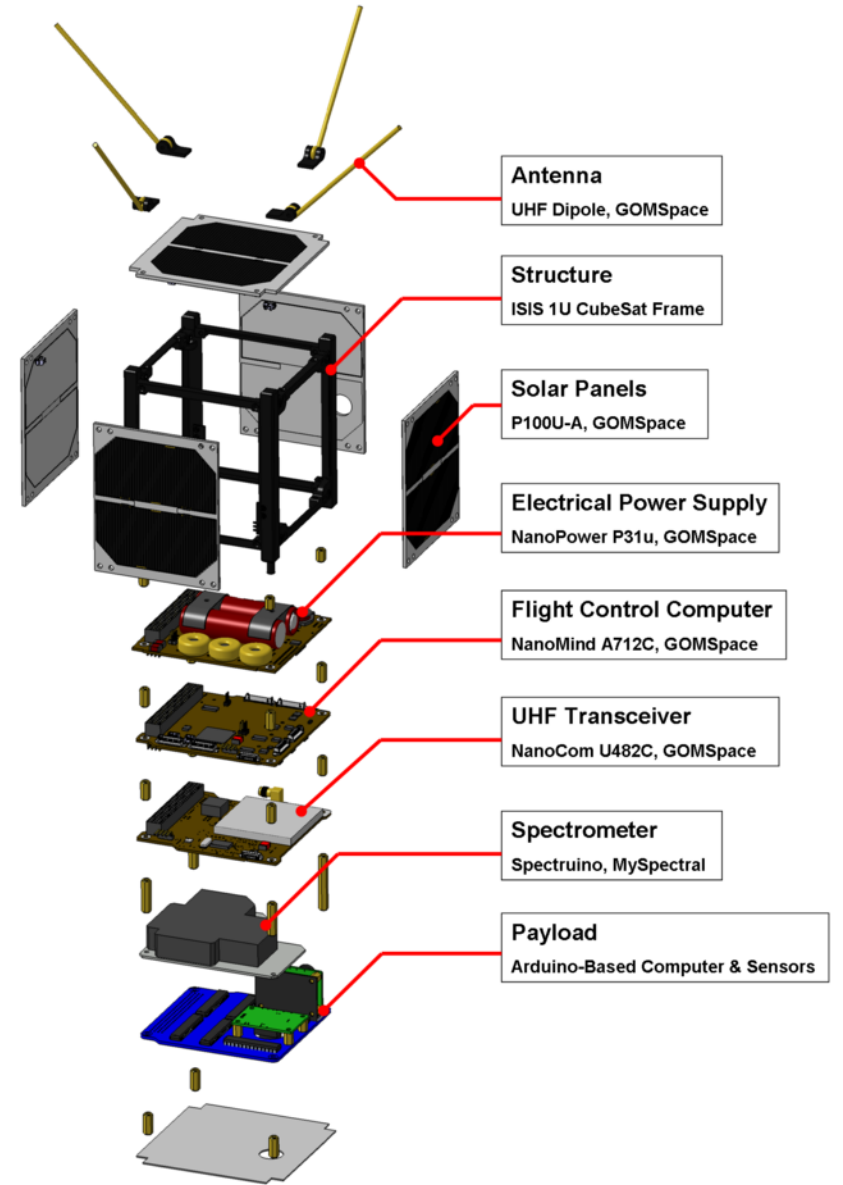 Antenna
UHF Dipole, GOMSpace
Structure
ISIS 1U CubeSat Frame
Solar Panels
P100U-A, GOMSpace
Electrical Power Supply
NanoPower P31u, GOMSpace
Flight Control Computer
NanoMind A712C, GOMSpace
UHF Transceiver
NanoCom U482C, GOMSpace
Spectrometer
Spectruino, MySpectral
Payload
Arduino-Based Computer & Sensors